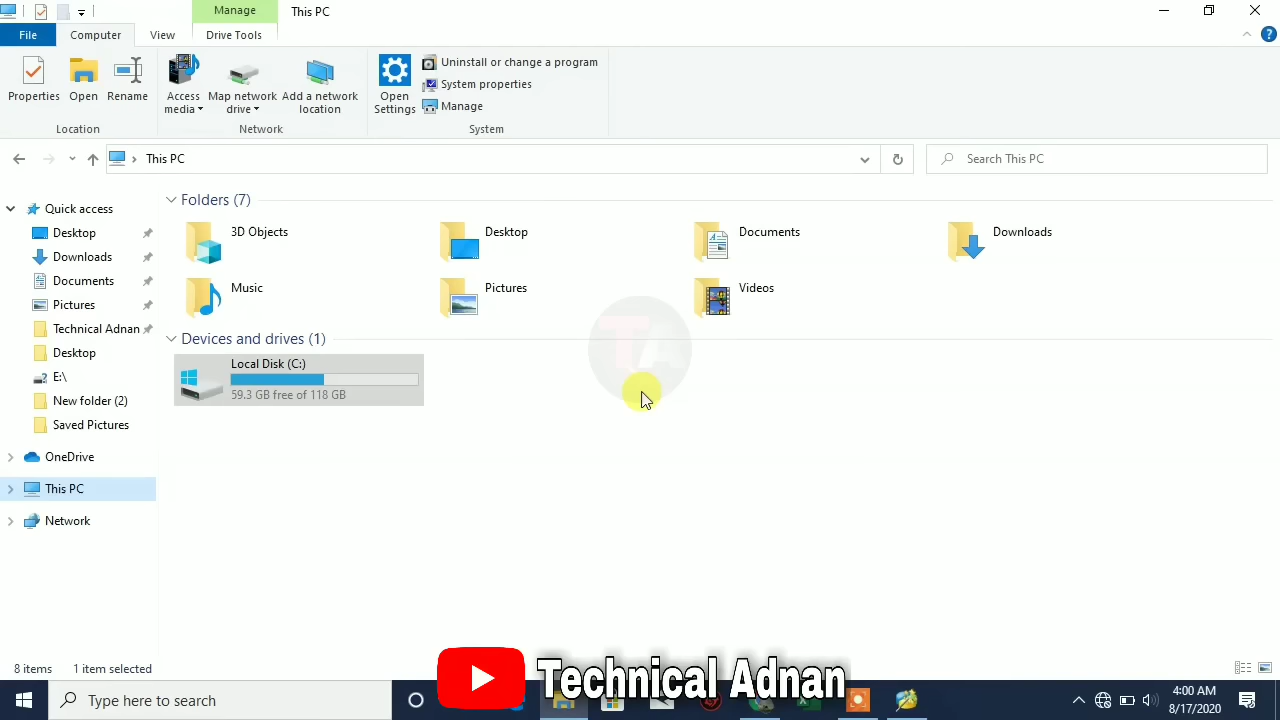 Manage
This PC
File
Computer
View
Drive Tools
Properties
Open
Rename
Access media
Map network drive
Add a network location
Open Settings
Uninstall or change a program
System properties
Manage
Location
Network
System
This PC
Search This PC
Quick access
Desktop
Downloads
Documents
Pictures
Technical Adnan
Desktop
E:\
New folder (2)
Saved Pictures
OneDrive
This PC
Network
Folders (7)
3D Objects
Desktop
Documents
Downloads
Music
Pictures
Videos
TA
Devices and drives (1)
Local Disk (C:)
59.3 GB free of 118 GB
8 items
1 item selected
Technical Adnan
Type here to search
4:00 AM
8/17/2020